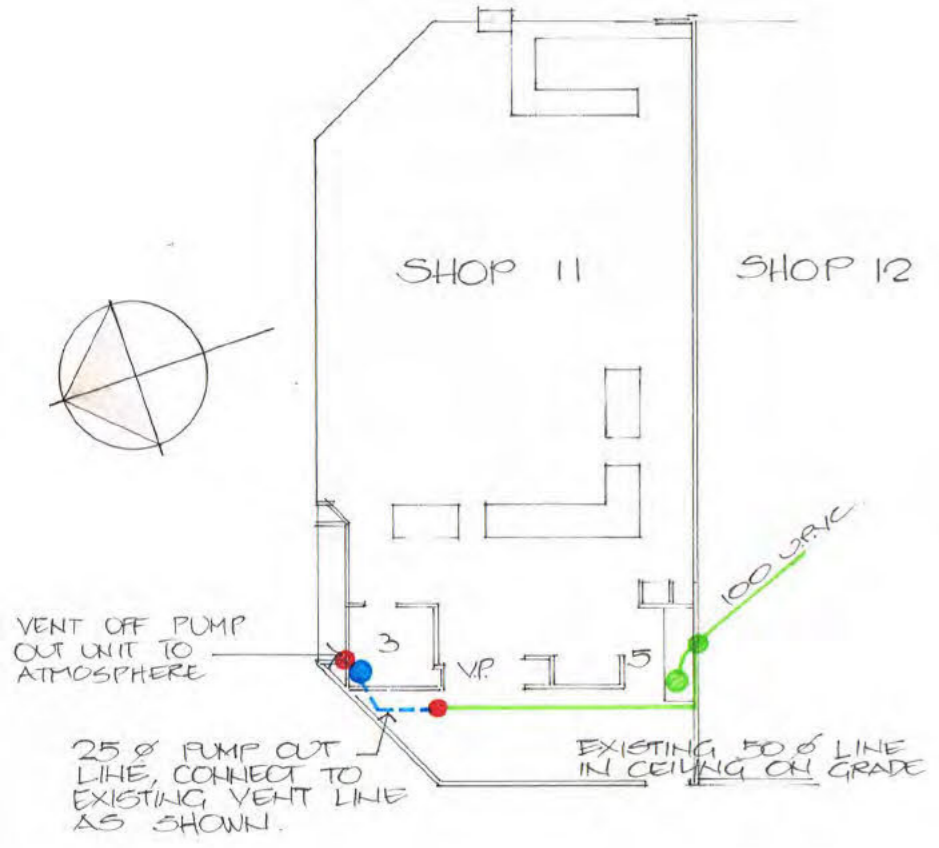 SHOP 11
SHOP 12
100 U.P.V.C
3
V.P.
5
VENT OFF PUMP
OUT UNIT TO
ATMOSPHERE
25 Ø PUMP OUT
LINE, CONNECT TO
EXISTING VENT LINE
AS SHOWN.
EXISTING 50 Ø LINE
IN CEILING ON GRADE